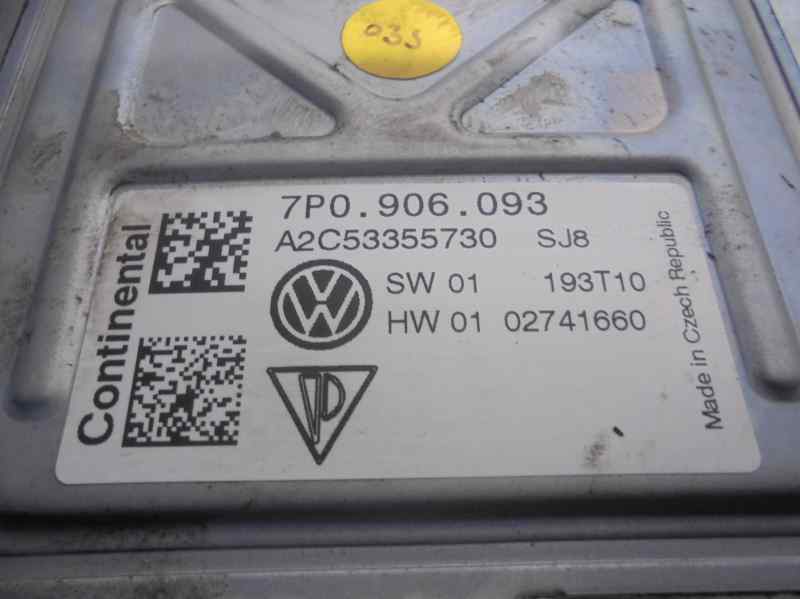 035
7P0.906.093
A2C53355730 SJ8
SW 01 193T10
HW 01 02741660
Continental
Made in Czech Republic